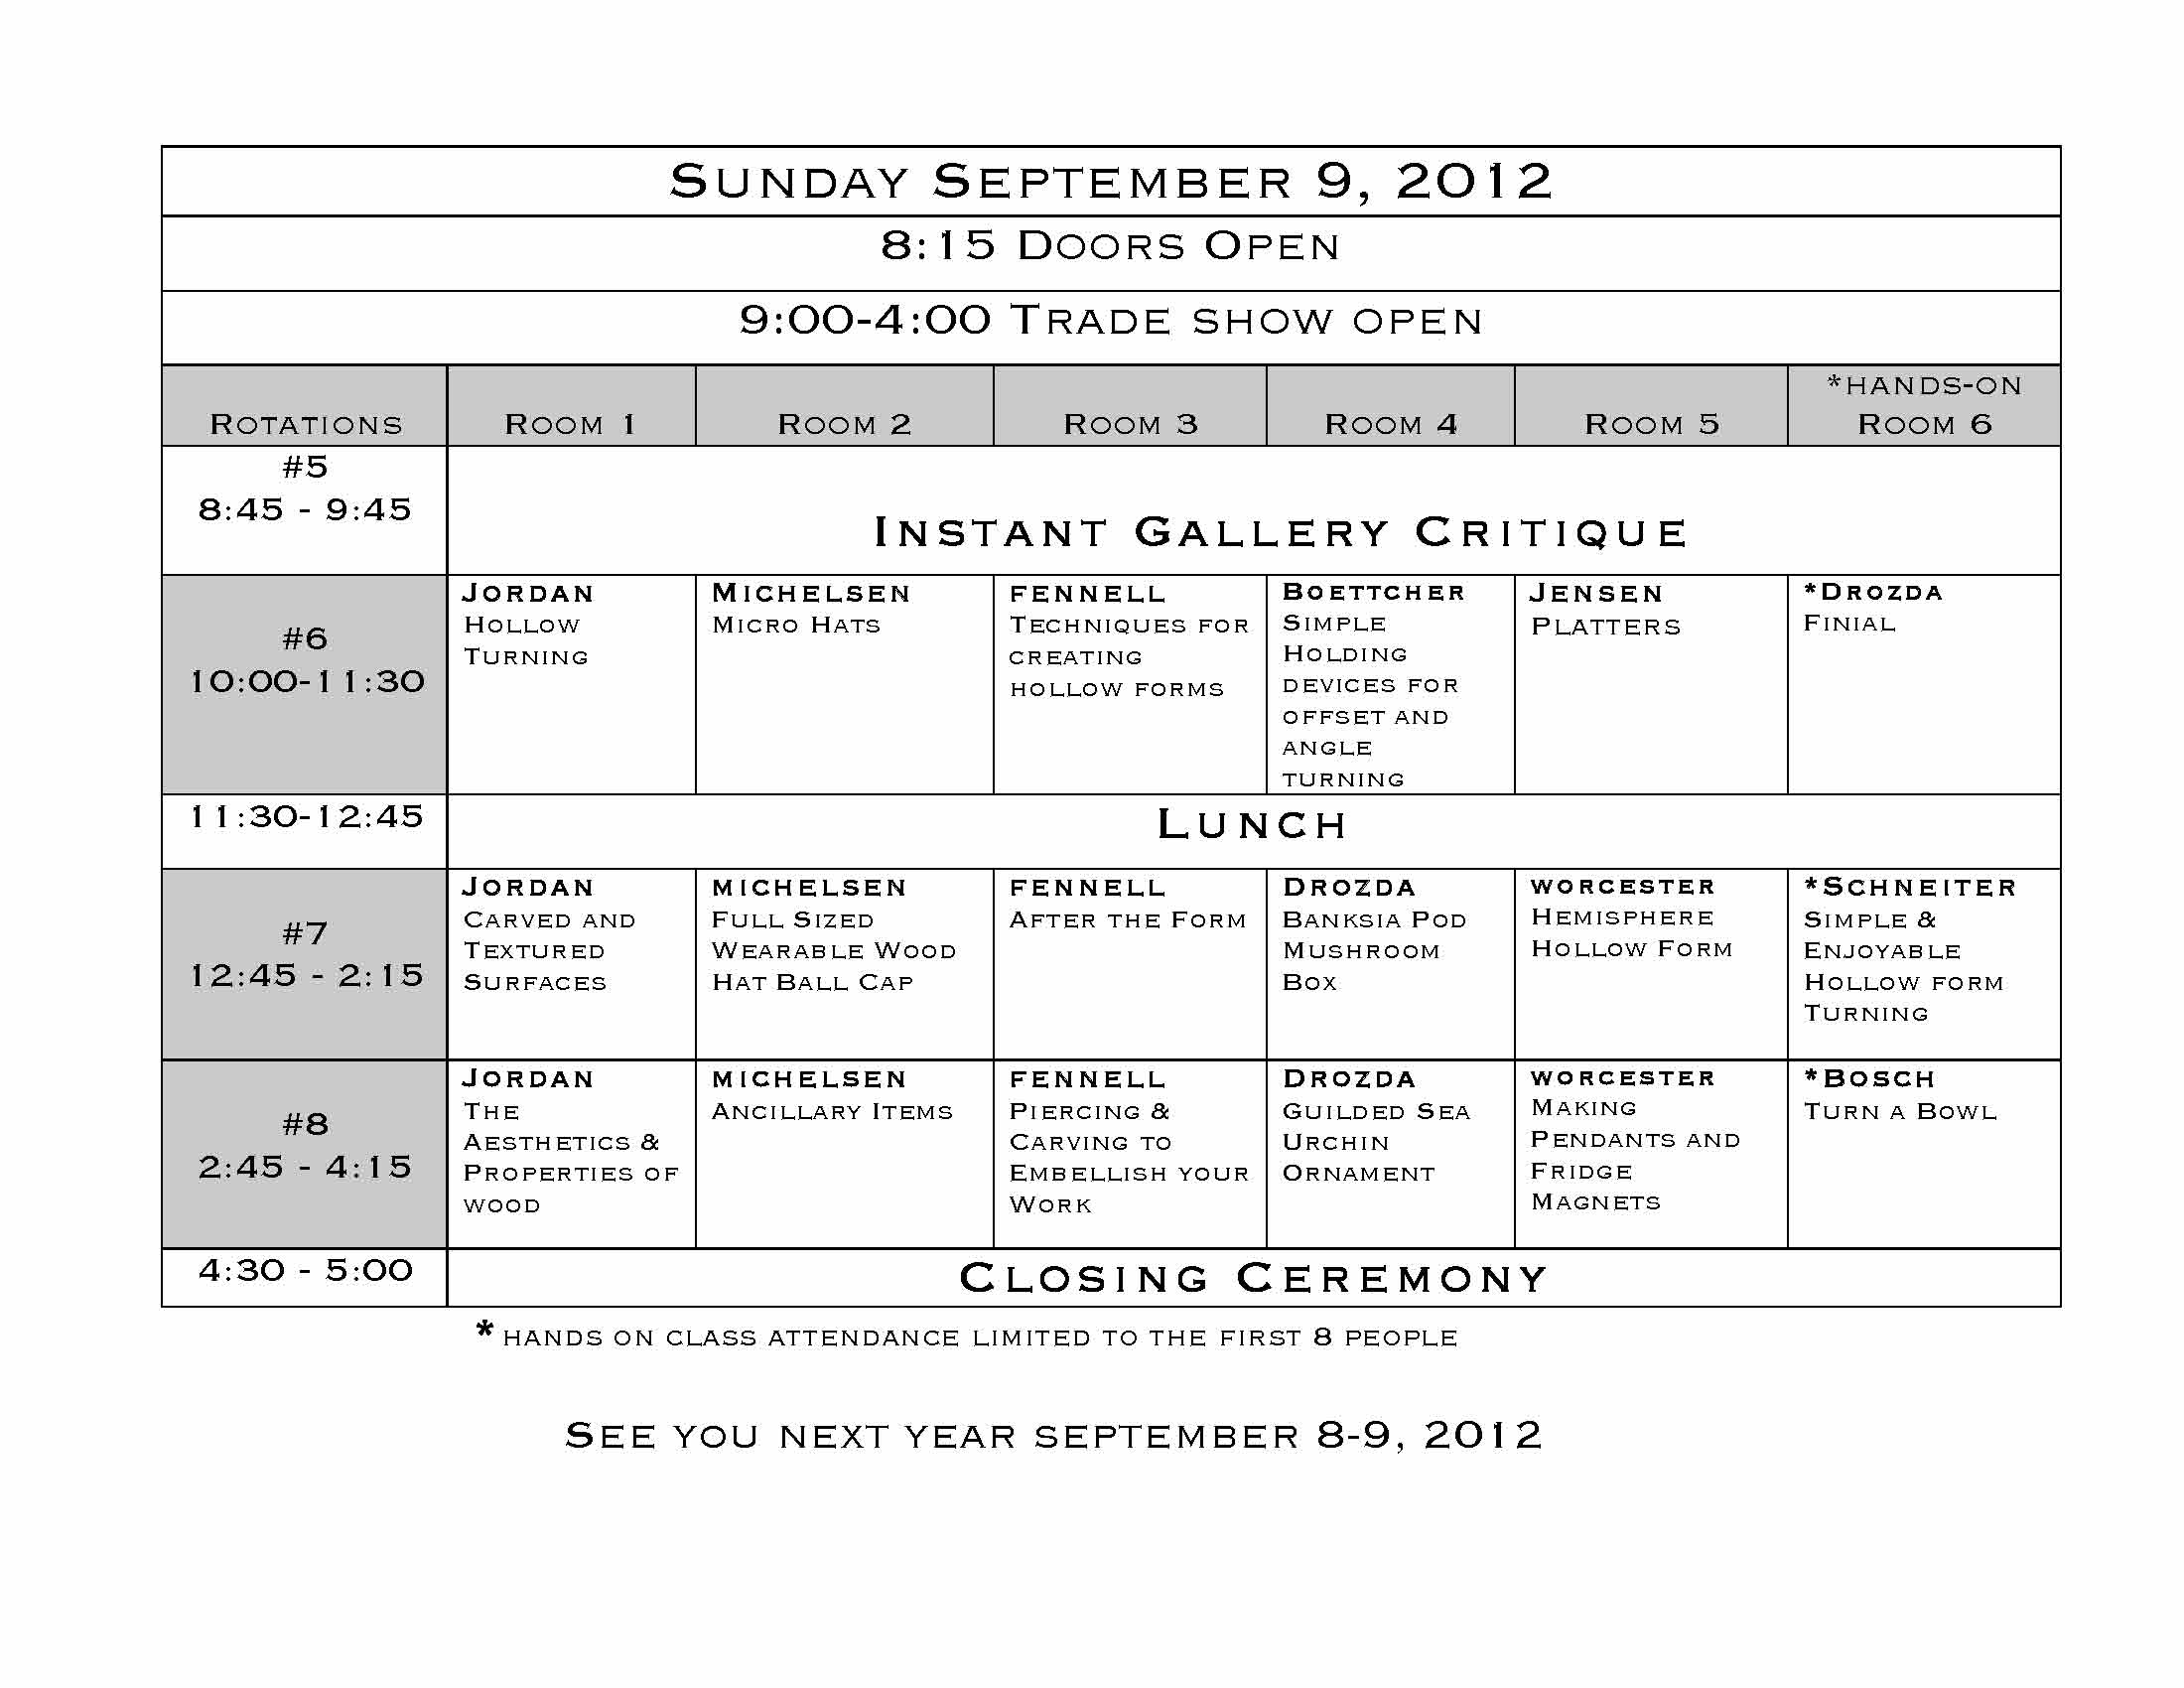 Sunday September 9, 2012
8:15 Doors Open
9:00-4:00 Trade show open
Rotations
Room 1
Room 2
Room 3
Room 4
Room 5
*hands-on
Room 6
#5
8:45 - 9:45
Instant Gallery Critique
#6
10:00-11:30
Jordan
Hollow
Turning
Michelsen
Micro Hats
fennell
Techniques for
creating
hollow forms
Boettcher
Simple
Holding
devices for
offset and
angle
turning
Jensen
Platters
*Drozda
Finial
11:30-12:45
Lunch
#7
12:45 - 2:15
Jordan
Carved and
Textured
Surfaces
michelsen
Full Sized
Wearable Wood
Hat Ball Cap
fennell
After the Form
Drozda
Banksia Pod
Mushroom
Box
worcester
Hemisphere
Hollow Form
*Schneiter
Simple &
Enjoyable
Hollow form
Turning
#8
2:45 - 4:15
Jordan
The
Aesthetics &
Properties of
wood
michelsen
Ancillary Items
fennell
Piercing &
Carving to
Embellish your
Work
Drozda
Guilded Sea
Urchin
Ornament
worcester
Making
Pendants and
Fridge
Magnets
*Bosch
Turn a Bowl
4:30 - 5:00
Closing Ceremony
* hands on class attendance limited to the first 8 people
See you next year september 8-9, 2012